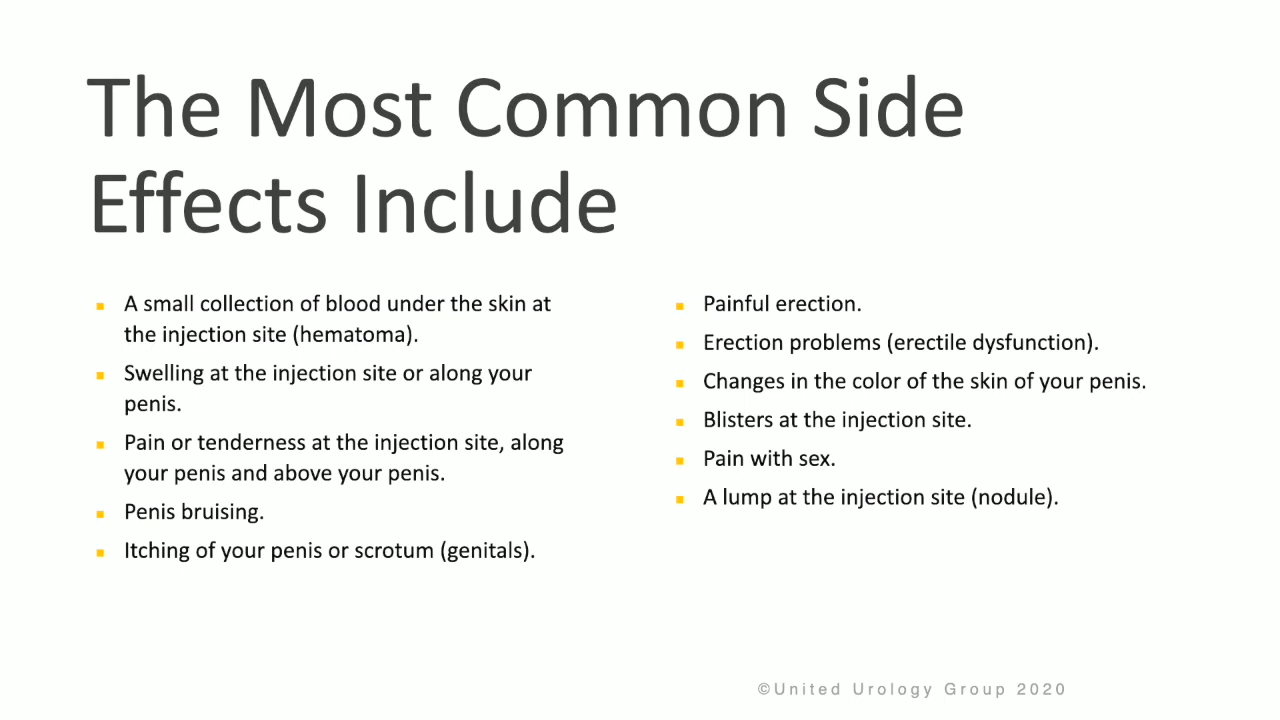 The Most Common Side
Effects Include
A small collection of blood under the skin at
the injection site (hematoma).
Swelling at the injection site or along your
penis.
Pain or tenderness at the injection site, along
your penis and above your penis.
Penis bruising.
Itching of your penis or scrotum (genitals).
Painful erection.
Erection problems (erectile dysfunction).
Changes in the color of the skin of your penis.
Blisters at the injection site.
Pain with sex.
A lump at the injection site (nodule).
©United Urology Group 2020